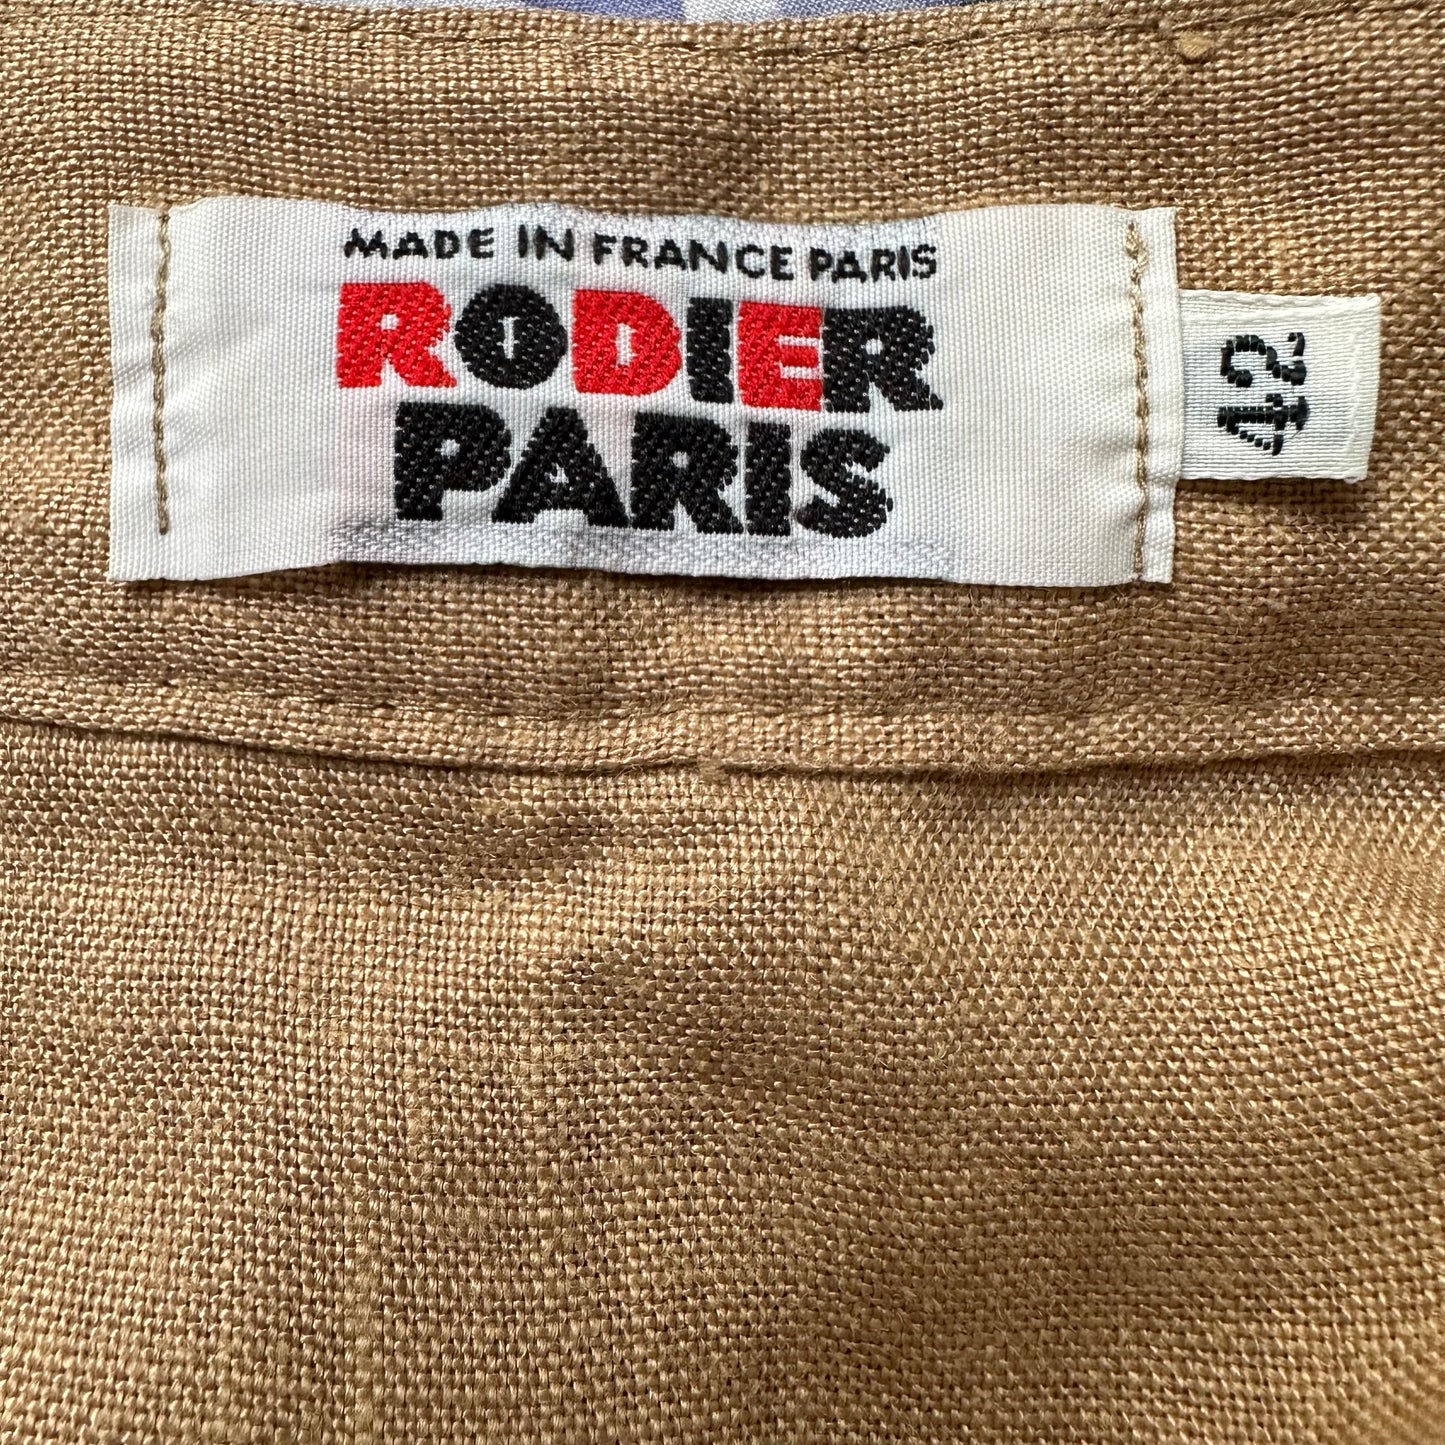 MADE IN FRANCE PARIS
RODIER
PARIS
42